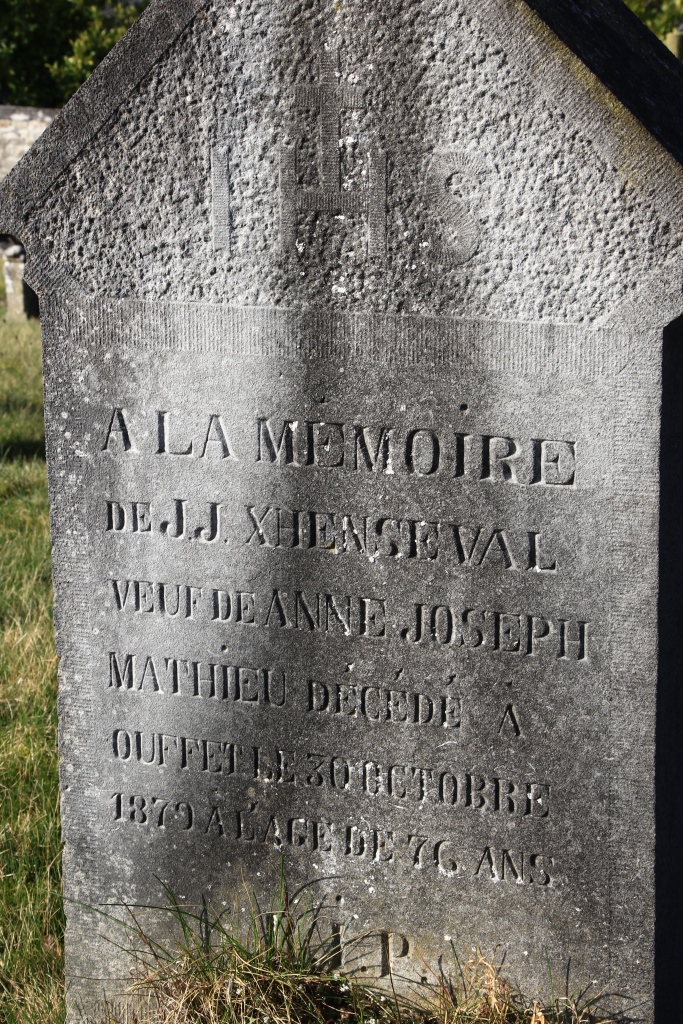 IHS
A LA MÉMOIRE
DE J.J. XHENSEVAL
VEUF DE ANNE JOSEPH
MATHIEU DÉCÉDÉ À
OUFFET LE 30 OCTOBRE
1879 A L'AGE DE 76 ANS
I.P